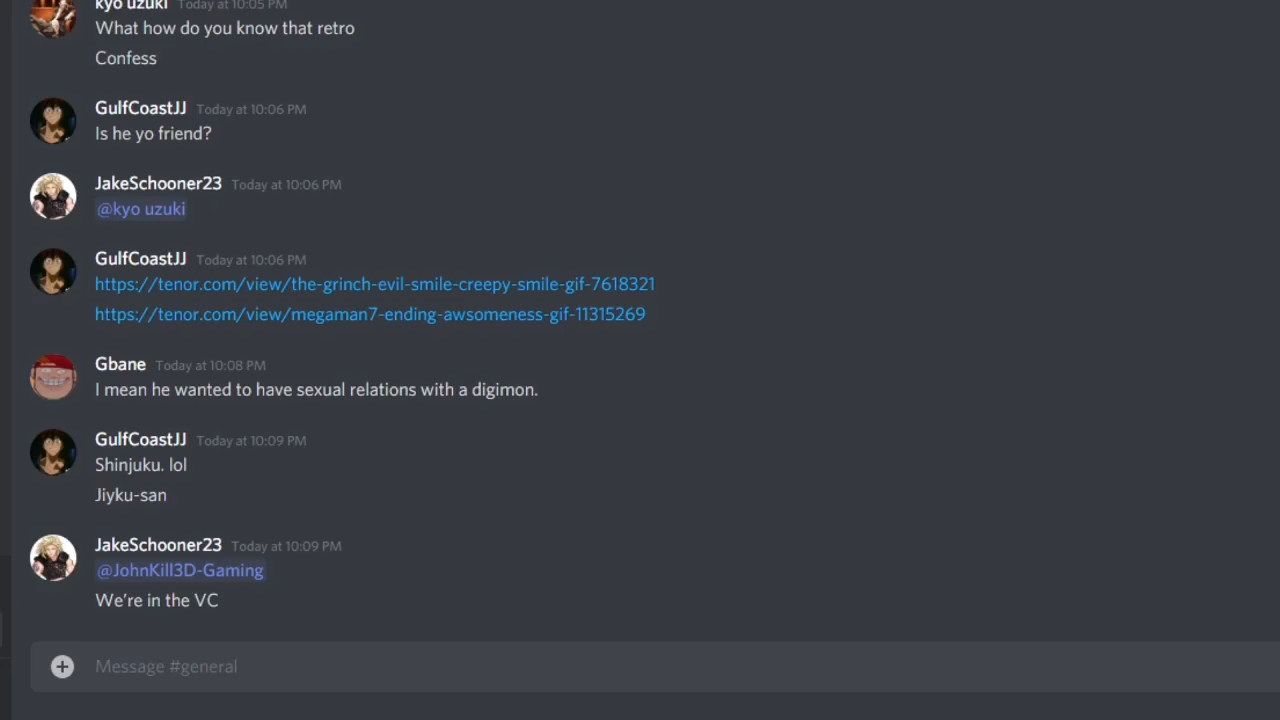 kyo uzuki Today at 10:05 PM
What how do you know that retro
Confess
GulfCoastJJ Today at 10:06 PM
Is he yo friend?
JakeSchooner23 Today at 10:06 PM
@kyo uzuki
GulfCoastJJ Today at 10:06 PM
https://tenor.com/view/the-grinch-evil-smile-creepy-smile-gif-7618321
https://tenor.com/view/megaman7-ending-awsomeness-gif-11315269
Gbane Today at 10:08 PM
I mean he wanted to have sexual relations with a digimon.
GulfCoastJJ Today at 10:09 PM
Shinjuku. lol
Jiyku-san
JakeSchooner23 Today at 10:09 PM
@JohnKill3D-Gaming
We're in the VC
Message #general